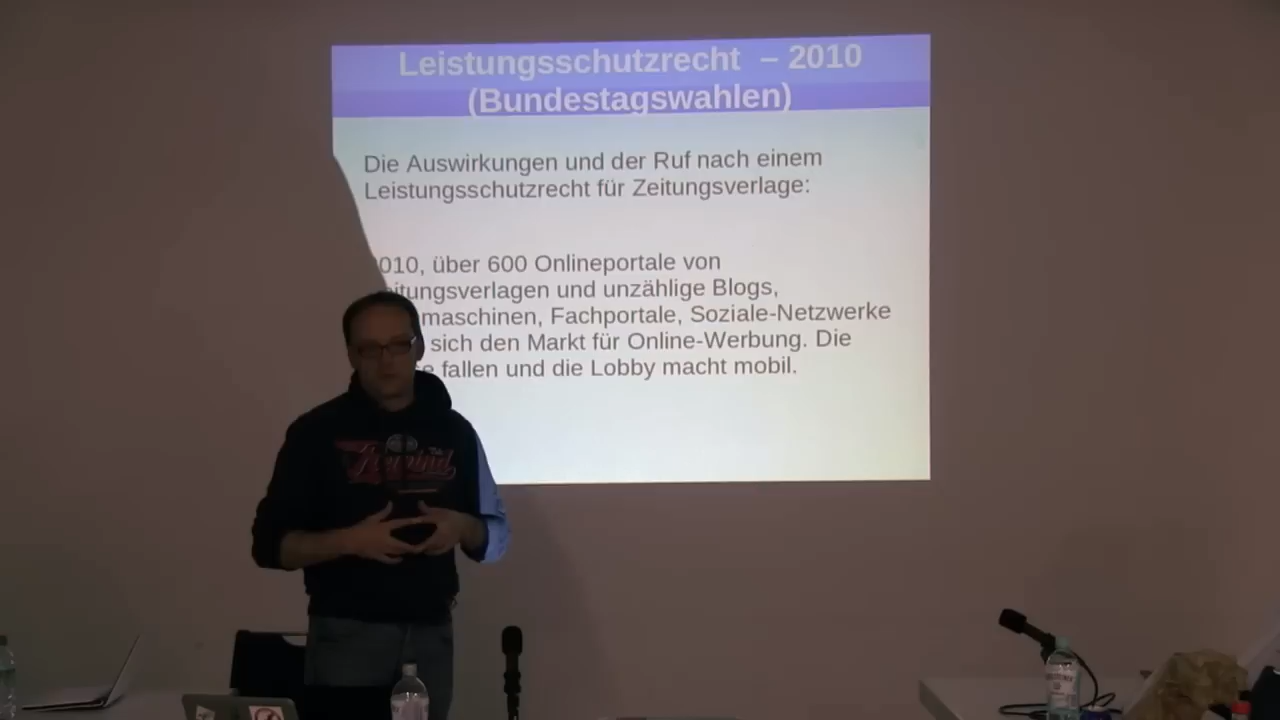 Leistungsschutzrecht – 2010
(Bundestagswahlen)
Die Auswirkungen und der Ruf nach einem
Leistungsschutzrecht für Zeitungsverlage:
010, über 600 Onlineportale von
itungsverlagen und unzählige Blogs,
maschinen, Fachportale, Soziale-Netzwerke
sich den Markt für Online-Werbung. Die
e fallen und die Lobby macht mobil.